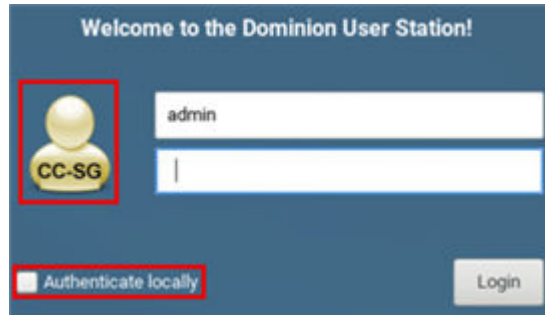 Welcome to the Dominion User Station!
admin
CC-SG
Authenticate locally
Login